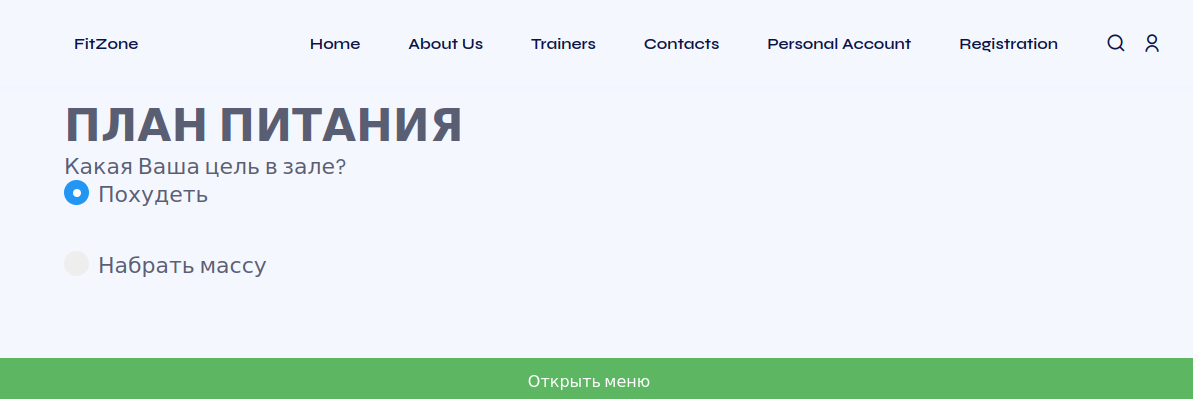 FitZone Home About Us Trainers Contacts Personal Account Registration
ПЛАН ПИТАНИЯ
Какая Ваша цель в зале?
Похудеть
Набрать массу
Открыть меню